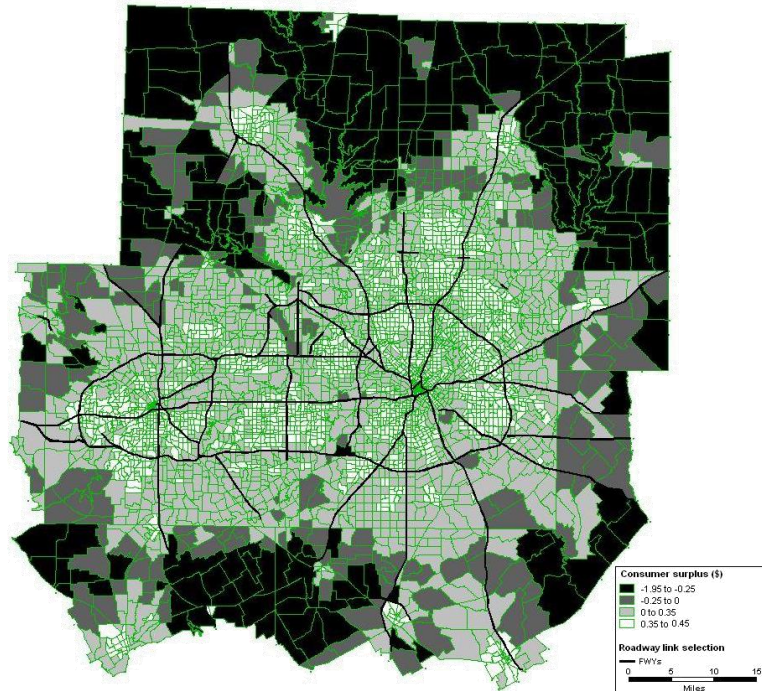 Consumer surplus ($)
-1.95 to -0.25
-0.25 to 0
0 to 0.35
0.35 to 0.45
Roadway link selection
FWYs
0 5 10 15
Miles